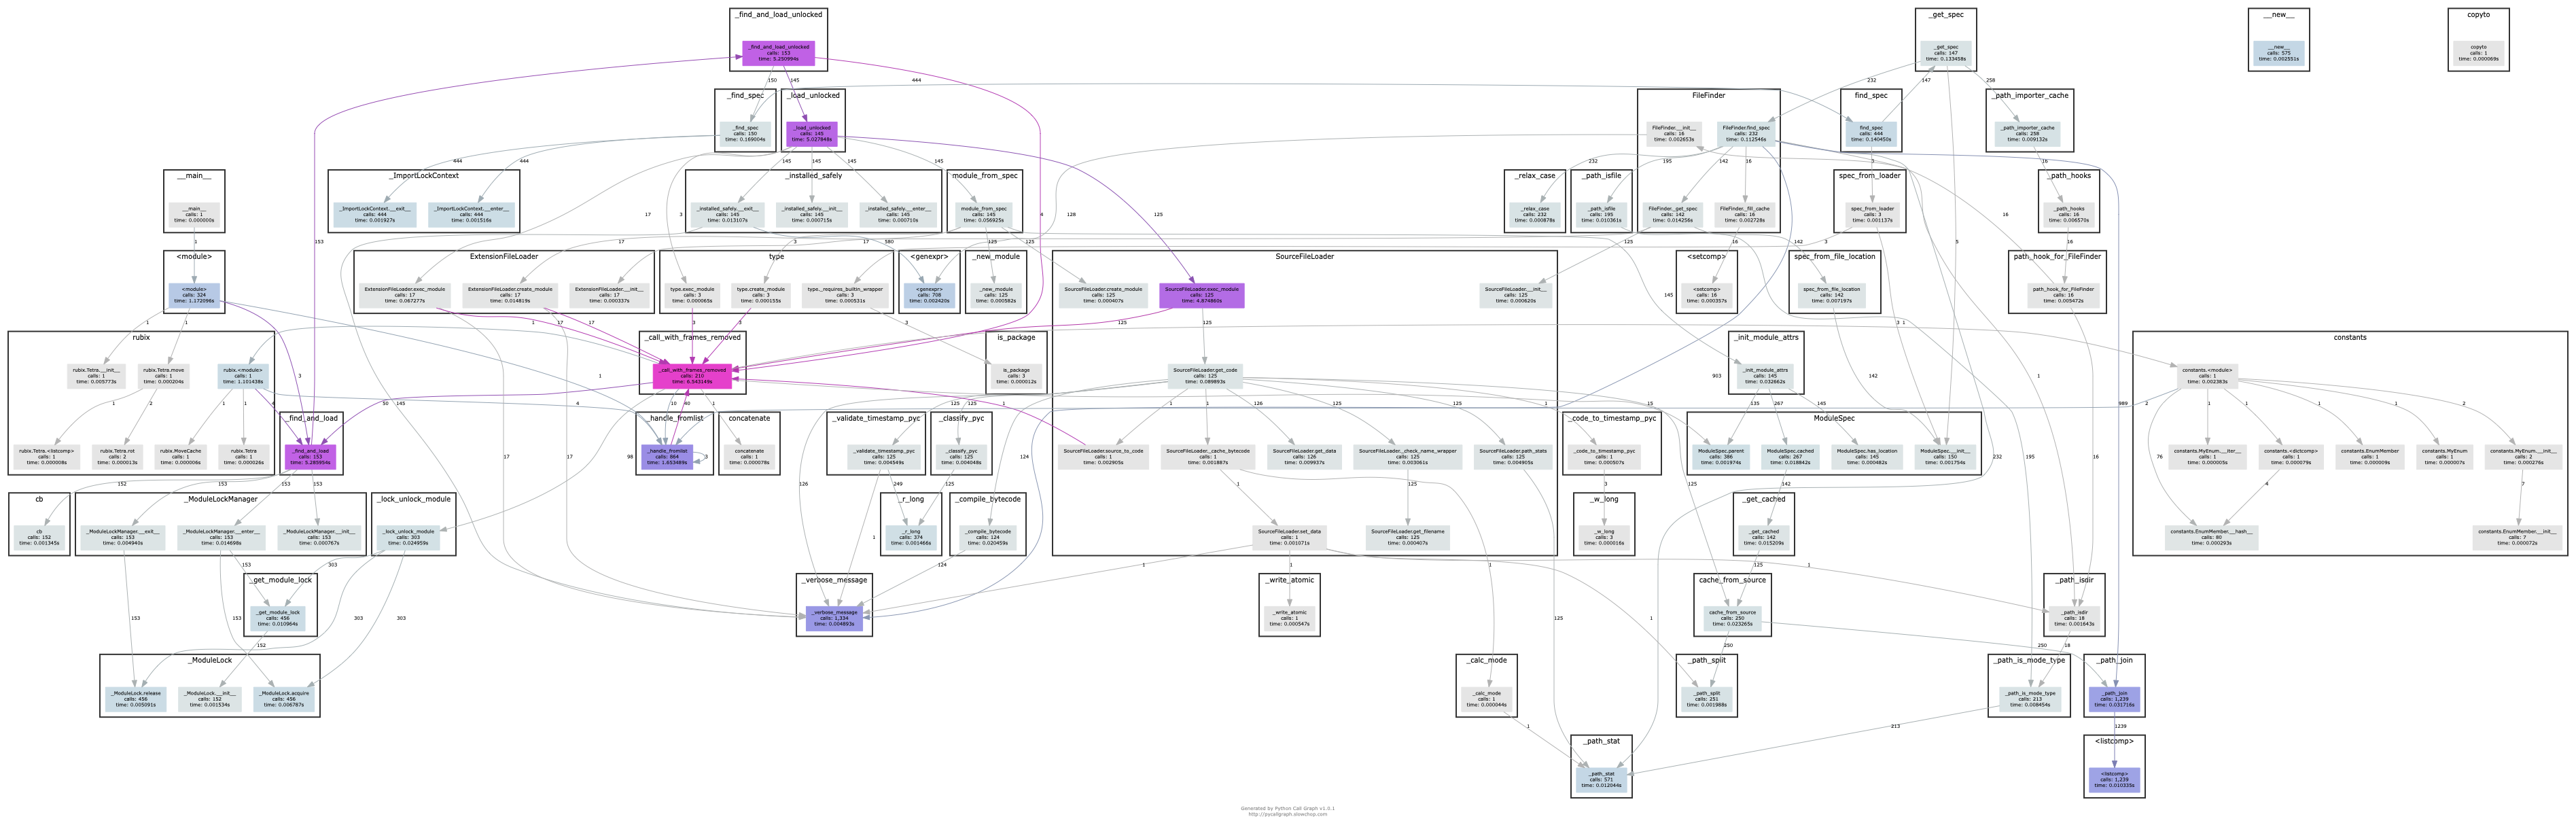 _find_and_load_unlocked
_find_and_load_unlocked
calls: 153
time: 5.250994s
_get_spec
_get_spec
calls: 147
time: 0.133458s
__new__
__new__
calls: 575
time: 0.002551s
copyto
copyto
calls: 1
time: 0.000069s
_find_spec
_find_spec
calls: 150
time: 0.169004s
_load_unlocked
_load_unlocked
calls: 145
time: 5.027848s
FileFinder
FileFinder.__init__
calls: 16
time: 0.002653s
FileFinder.find_spec
calls: 232
time: 0.112546s
FileFinder._get_spec
calls: 142
time: 0.014256s
FileFinder._fill_cache
calls: 16
time: 0.002728s
find_spec
find_spec
calls: 444
time: 0.140450s
_path_importer_cache
_path_importer_cache
calls: 258
time: 0.009132s
__main__
__main__
calls: 1
time: 0.000000s
_ImportLockContext
_ImportLockContext.__exit__
calls: 444
time: 0.001927s
_ImportLockContext.__enter__
calls: 444
time: 0.001516s
_installed_safely
_installed_safely.__exit__
calls: 145
time: 0.013107s
_installed_safely.__init__
calls: 145
time: 0.000715s
_installed_safely.__enter__
calls: 145
time: 0.000710s
module_from_spec
module_from_spec
calls: 145
time: 0.056925s
_relax_case
_relax_case
calls: 232
time: 0.000878s
_path_isfile
_path_isfile
calls: 195
time: 0.010361s
spec_from_loader
spec_from_loader
calls: 3
time: 0.001137s
_path_hooks
_path_hooks
calls: 16
time: 0.006570s
<module>
<module>
calls: 324
time: 1.172096s
ExtensionFileLoader
ExtensionFileLoader.exec_module
calls: 17
time: 0.067277s
ExtensionFileLoader.create_module
calls: 17
time: 0.014819s
ExtensionFileLoader.__init__
calls: 17
time: 0.000337s
type
type.exec_module
calls: 3
time: 0.000065s
type.create_module
calls: 3
time: 0.000155s
type._requires_builtin_wrapper
calls: 3
time: 0.000531s
<genexpr>
<genexpr>
calls: 708
time: 0.002420s
_new_module
_new_module
calls: 125
time: 0.000582s
SourceFileLoader
SourceFileLoader.create_module
calls: 125
time: 0.000407s
SourceFileLoader.exec_module
calls: 125
time: 4.874860s
SourceFileLoader.__init__
calls: 125
time: 0.000620s
SourceFileLoader.get_code
calls: 125
time: 0.089893s
SourceFileLoader.source_to_code
calls: 1
time: 0.002905s
SourceFileLoader._cache_bytecode
calls: 1
time: 0.001887s
SourceFileLoader.get_data
calls: 126
time: 0.009937s
SourceFileLoader._check_name_wrapper
calls: 125
time: 0.003061s
SourceFileLoader.path_stats
calls: 125
time: 0.004905s
SourceFileLoader.set_data
calls: 1
time: 0.001071s
SourceFileLoader.get_filename
calls: 125
time: 0.000407s
<setcomp>
<setcomp>
calls: 16
time: 0.000357s
spec_from_file_location
spec_from_file_location
calls: 142
time: 0.007197s
path_hook_for_FileFinder
path_hook_for_FileFinder
calls: 16
time: 0.005472s
rubix
rubix.Tetra.__init__
calls: 1
time: 0.005773s
rubix.Tetra.move
calls: 1
time: 0.000204s
rubix.<module>
calls: 1
time: 1.101438s
rubix.Tetra.<listcomp>
calls: 1
time: 0.000008s
rubix.Tetra.rot
calls: 2
time: 0.000013s
rubix.MoveCache
calls: 1
time: 0.000006s
rubix.Tetra
calls: 1
time: 0.000026s
_call_with_frames_removed
_call_with_frames_removed
calls: 210
time: 6.543149s
is_package
is_package
calls: 3
time: 0.000012s
_init_module_attrs
_init_module_attrs
calls: 145
time: 0.032662s
constants
constants.<module>
calls: 1
time: 0.002383s
constants.MyEnum.__iter__
calls: 1
time: 0.000005s
constants.<dictcomp>
calls: 1
time: 0.000079s
constants.EnumMember
calls: 1
time: 0.000009s
constants.MyEnum
calls: 1
time: 0.000007s
constants.MyEnum.__init__
calls: 2
time: 0.000276s
constants.EnumMember.__hash__
calls: 80
time: 0.000293s
constants.EnumMember.__init__
calls: 7
time: 0.000072s
_find_and_load
_find_and_load
calls: 153
time: 5.285954s
_handle_fromlist
_handle_fromlist
calls: 864
time: 1.653489s
concatenate
concatenate
calls: 1
time: 0.000078s
_validate_timestamp_pyc
_validate_timestamp_pyc
calls: 125
time: 0.004549s
_classify_pyc
_classify_pyc
calls: 125
time: 0.004048s
_code_to_timestamp_pyc
_code_to_timestamp_pyc
calls: 1
time: 0.000507s
ModuleSpec
ModuleSpec.parent
calls: 386
time: 0.001974s
ModuleSpec.cached
calls: 267
time: 0.018842s
ModuleSpec.has_location
calls: 145
time: 0.000482s
ModuleSpec.__init__
calls: 150
time: 0.001754s
cb
cb
calls: 152
time: 0.001345s
_ModuleLockManager
_ModuleLockManager.__exit__
calls: 153
time: 0.004940s
_ModuleLockManager.__enter__
calls: 153
time: 0.014698s
_ModuleLockManager.__init__
calls: 153
time: 0.000767s
_lock_unlock_module
_lock_unlock_module
calls: 303
time: 0.024959s
_r_long
_r_long
calls: 374
time: 0.001466s
_compile_bytecode
_compile_bytecode
calls: 124
time: 0.020459s
_w_long
_w_long
calls: 3
time: 0.000016s
_get_cached
_get_cached
calls: 142
time: 0.015209s
_get_module_lock
_get_module_lock
calls: 456
time: 0.010964s
_verbose_message
_verbose_message
calls: 1,334
time: 0.004893s
_write_atomic
_write_atomic
calls: 1
time: 0.000547s
cache_from_source
cache_from_source
calls: 250
time: 0.023265s
_path_isdir
_path_isdir
calls: 18
time: 0.001643s
_ModuleLock
_ModuleLock.release
calls: 456
time: 0.005091s
_ModuleLock.__init__
calls: 152
time: 0.001534s
_ModuleLock.acquire
calls: 456
time: 0.006787s
_calc_mode
_calc_mode
calls: 1
time: 0.000044s
_path_split
_path_split
calls: 251
time: 0.001988s
_path_is_mode_type
_path_is_mode_type
calls: 213
time: 0.008454s
_path_join
_path_join
calls: 1,239
time: 0.031716s
_path_stat
_path_stat
calls: 571
time: 0.012044s
<listcomp>
<listcomp>
calls: 1,239
time: 0.010335s
Generated by Python Call Graph v1.0.1
http://pycallgraph.slowchop.com